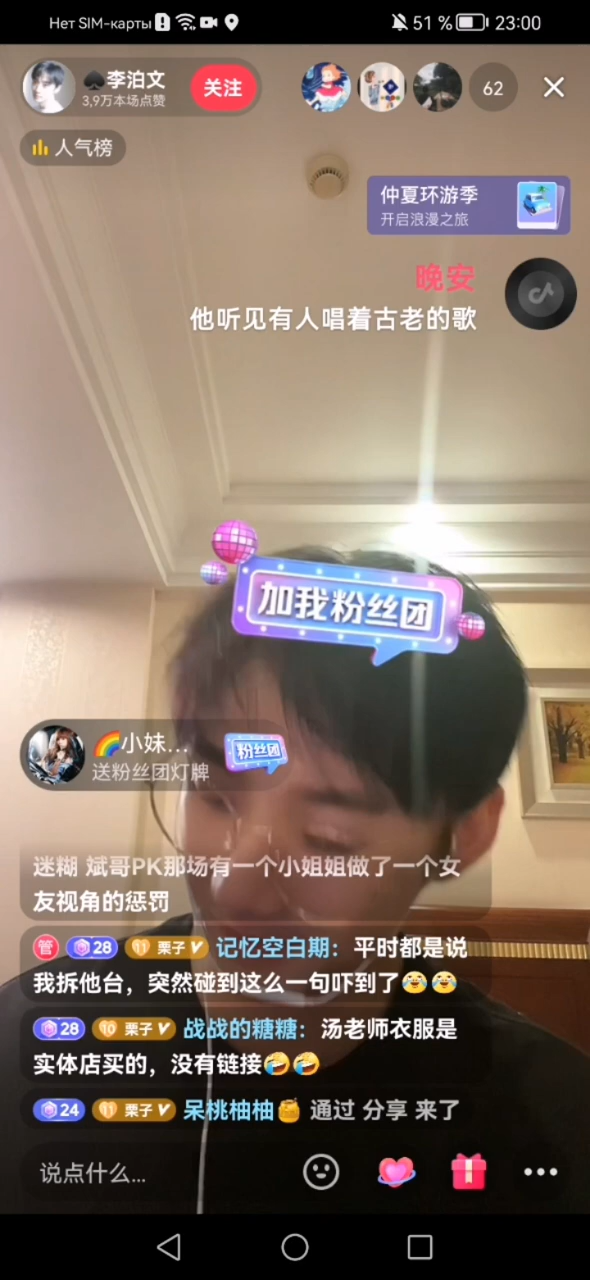 Нет SIM-карты 51 % 23:00
♠李泊文
3,9万本场点赞
关注
62
人气榜
仲夏环游季
开启浪漫之旅
晚安
他听见有人唱着古老的歌
加我粉丝团
🌈小妹...
送粉丝团灯牌
粉丝团
迷糊 斌哥PK那场有一个小姐姐做了一个女
友视角的惩罚
管 28 11 栗子 记忆空白期：平时都是说
我拆他台，突然碰到这么一句吓到了😂😂
28 10 栗子 战战的糖糖：汤老师衣服是
实体店买的，没有链接🤣🤣
24 11 栗子 呆桃柚柚🍯 通过 分享 来了
说点什么...